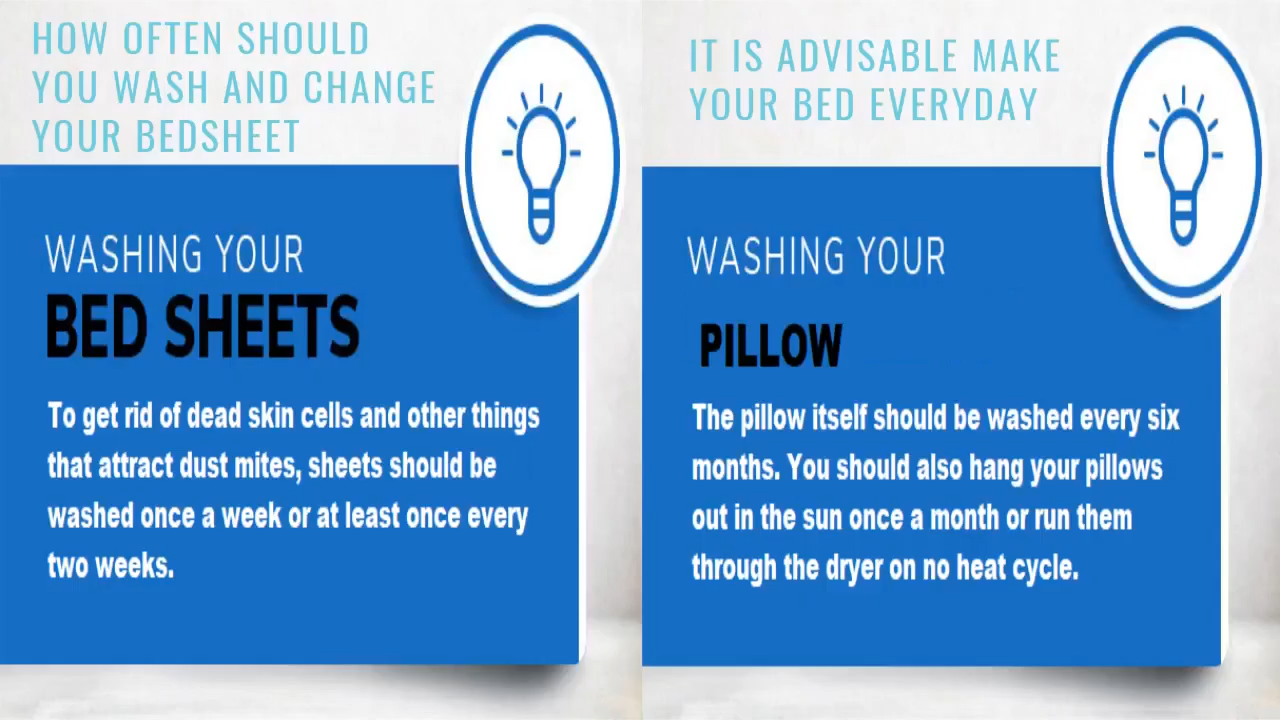 HOW OFTEN SHOULD
YOU WASH AND CHANGE
YOUR BEDSHEET
WASHING YOUR
BED SHEETS
To get rid of dead skin cells and other things
that attract dust mites, sheets should be
washed once a week or at least once every
two weeks.
IT IS ADVISABLE MAKE
YOUR BED EVERYDAY
WASHING YOUR
PILLOW
The pillow itself should be washed every six
months. You should also hang your pillows
out in the sun once a month or run them
through the dryer on no heat cycle.